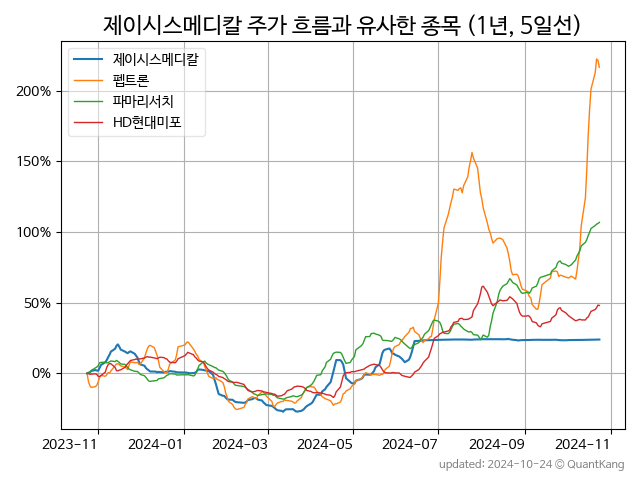 제이시스메디칼 주가 흐름과 유사한 종목 (1년, 5일선)
제이시스메디칼
펩트론
파마리서치
HD현대미포
200%
150%
100%
50%
0%
2023-11
2024-01
2024-03
2024-05
2024-07
2024-09
2024-11
updated: 2024-10-24 © QuantKang